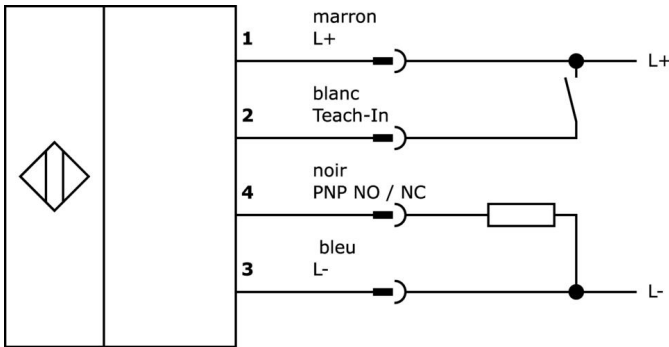 marron
1 L+ L+
blanc
2 Teach-In
noir
4 PNP NO / NC
bleu
3 L- L-